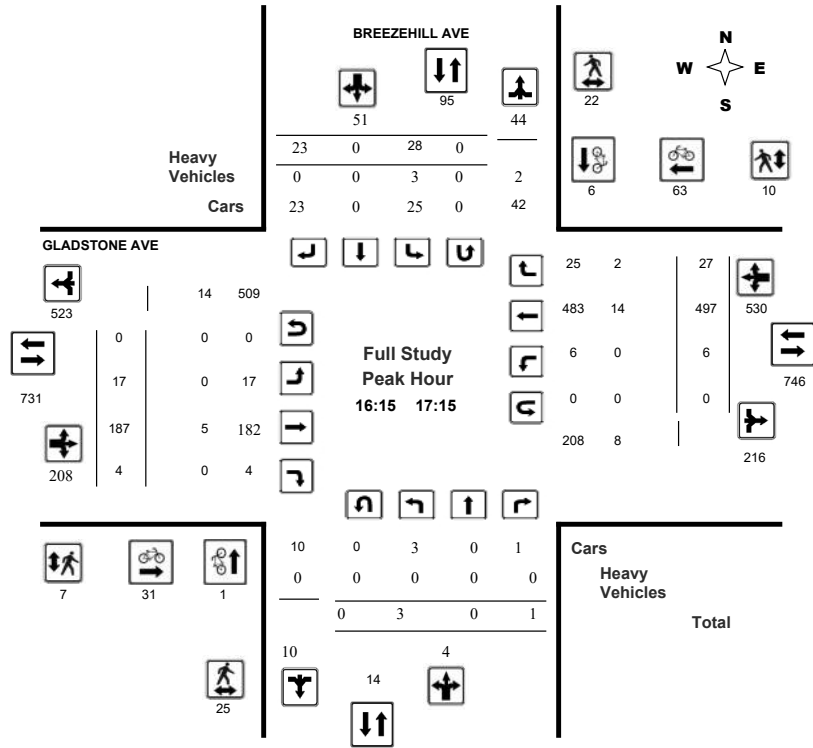 BREEZEHILL AVE
N
W E
S
95
22
51 44
23 0 28 0
Heavy
Vehicles
0 0 3 0 2
6 63 10
Cars 23 0 25 0 42
GLADSTONE AVE
25 2 27
14 509
523
483 14 497 530
0 0 0
Full Study
Peak Hour
16:15 17:15
6 0 6
731
746
17 0 17
0 0 0
187 5 182
208 8
216
208
4 0 4
10 0 3 0 1 Cars
0 0 0 0 0 Heavy
Vehicles
7 31 1
0 3 0 1 Total
10 4
14
25